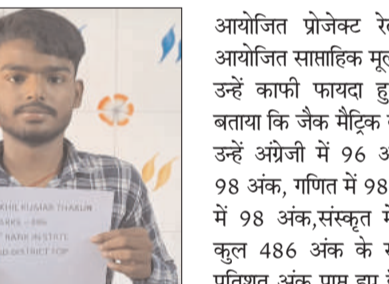 KUMAR THAKUR
MARKS - 486
RANK IN STATE
DISTRICT TOP
आयोजित प्रोजेक्ट
आयोजित साप्ताहिक
उन्हें काफी फायदा
बताया कि जैक मैट्रिक
उन्हें अंग्रेजी में 96
98 अंक, गणित में 98
में 98 अंक,संस्कृत
कुल 486 अंक के
प्रतिशत अंक प्राप्त हुए